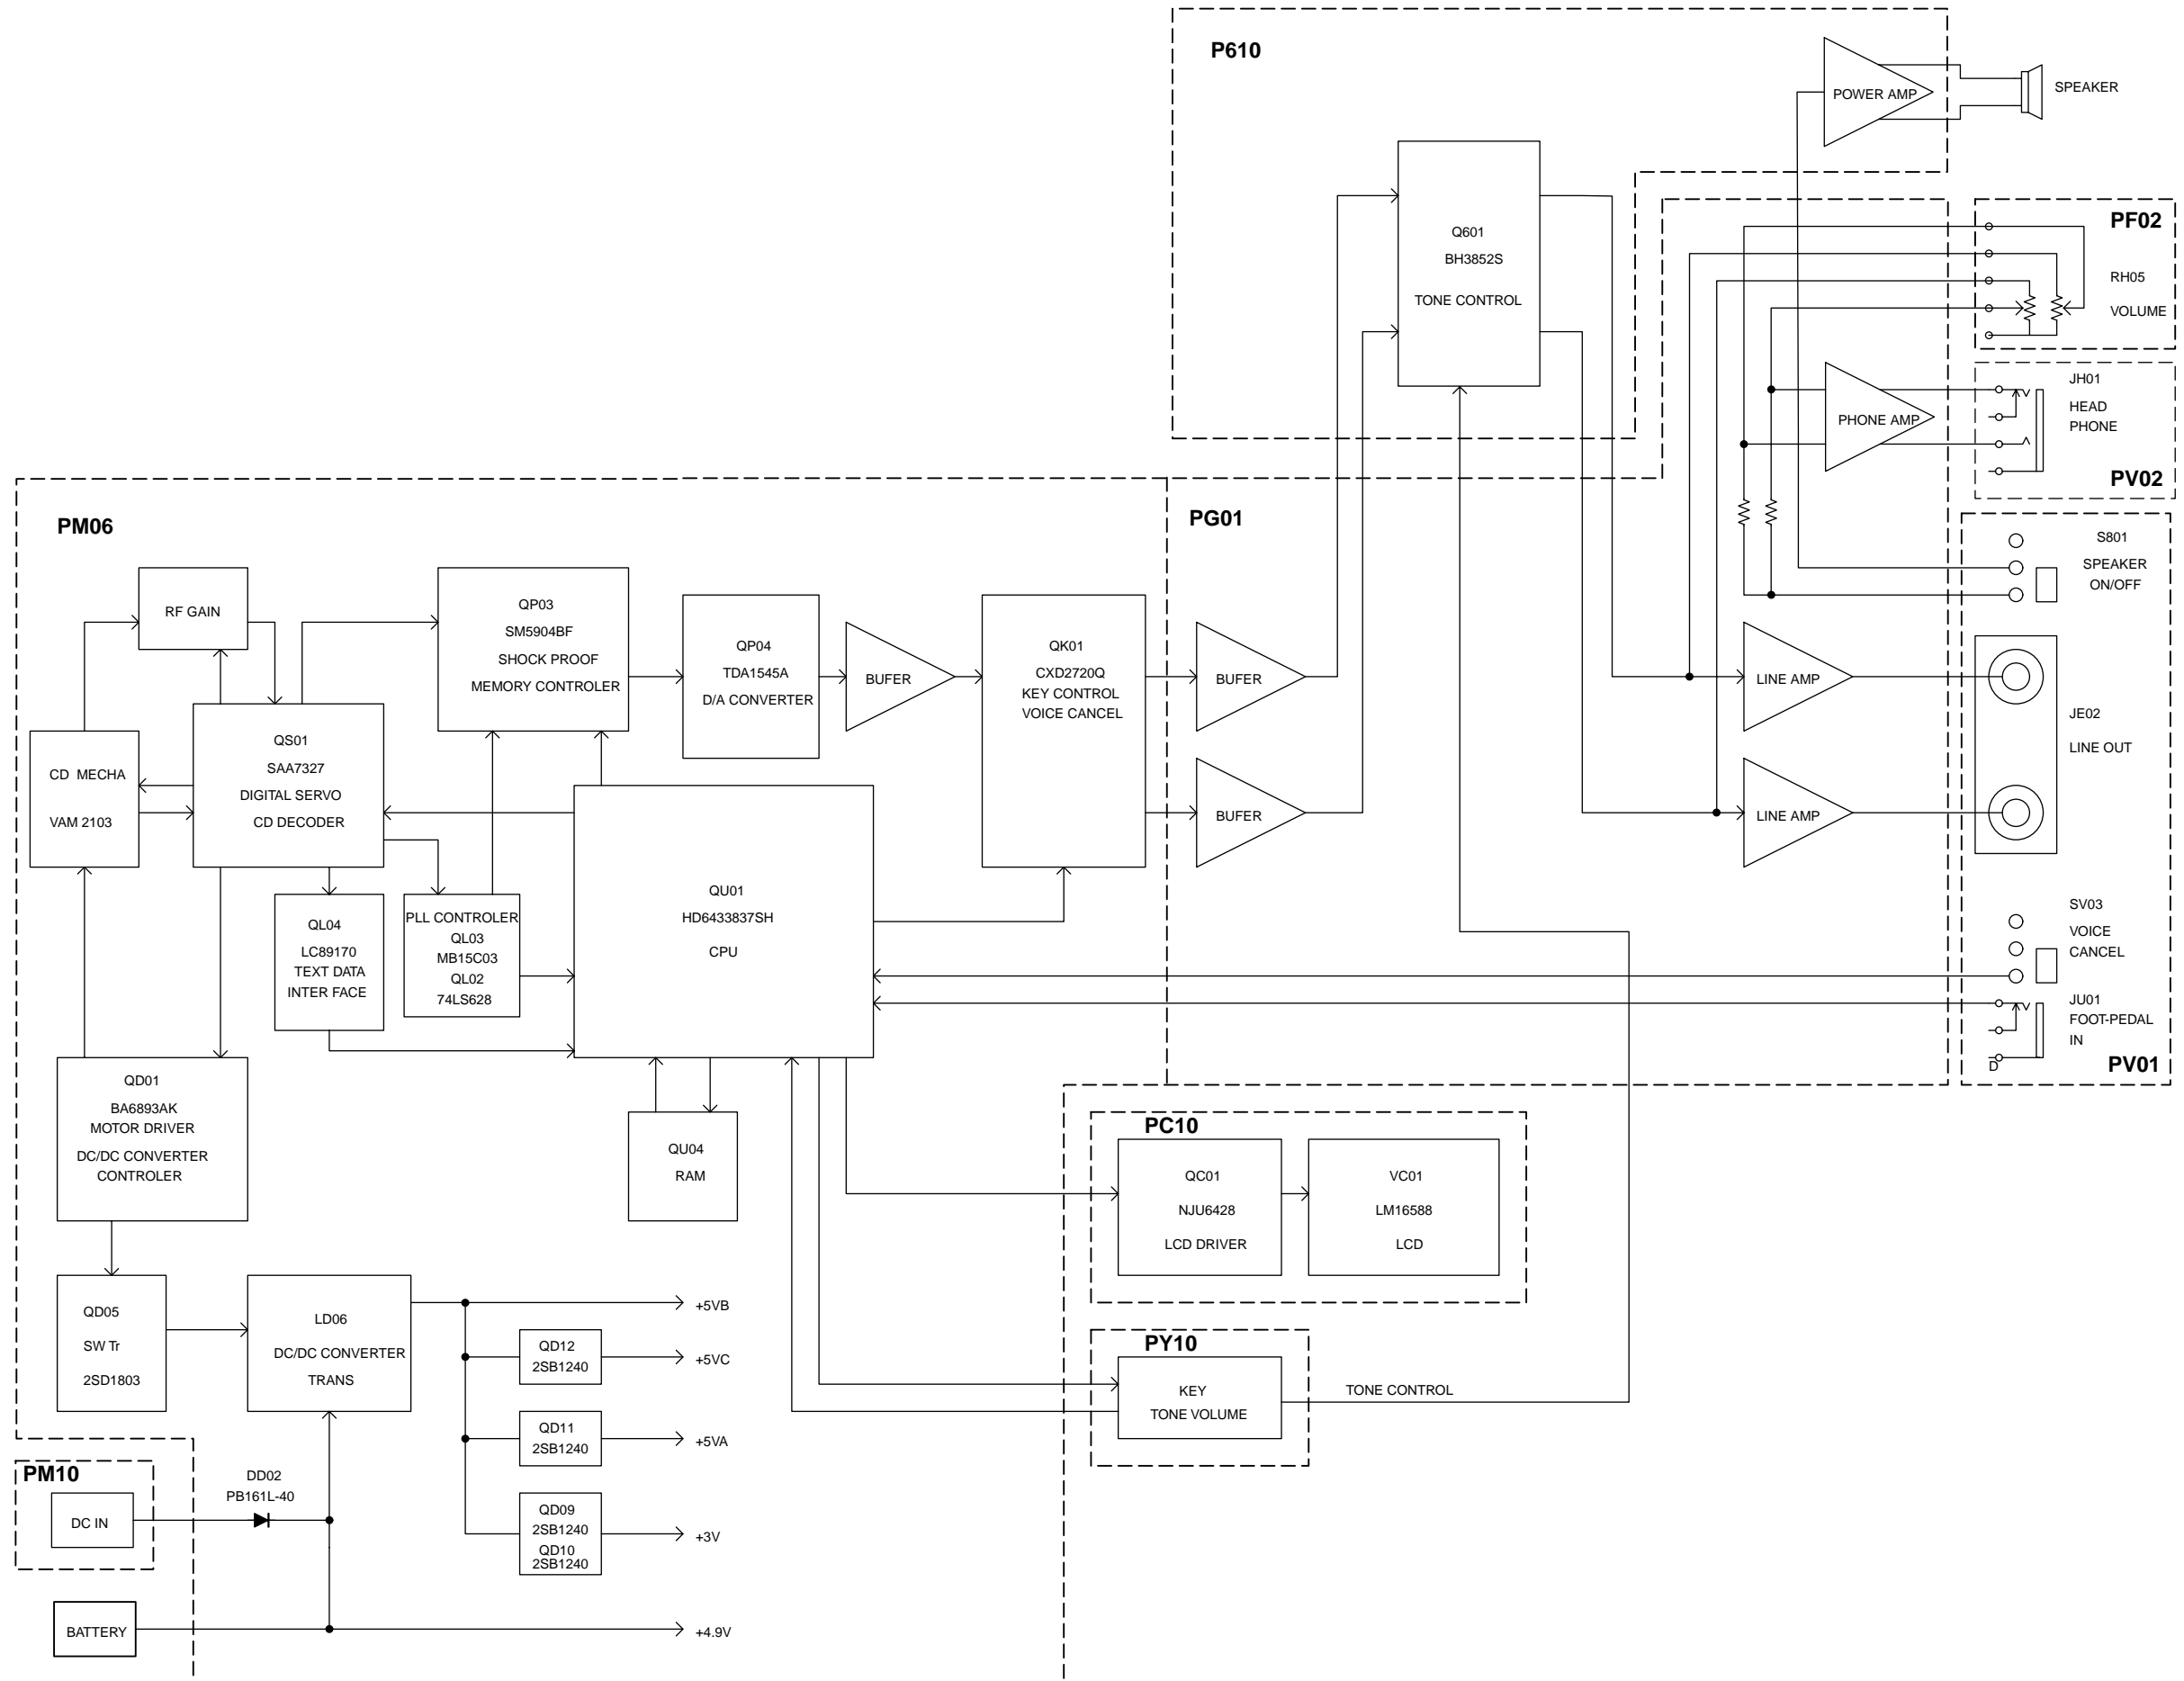 P610
POWER AMP
SPEAKER
Q601
BH3852S
TONE CONTROL
PF02
RH05
VOLUME
PHONE AMP
JH01
HEAD
PHONE
PV02
PM06
PG01
RF GAIN
QP03
SM5904BF
SHOCK PROOF
MEMORY CONTROLER
QP04
TDA1545A
D/A CONVERTER
BUFER
QK01
CXD2720Q
KEY CONTROL
VOICE CANCEL
BUFER
BUFER
LINE AMP
LINE AMP
S801
SPEAKER
ON/OFF
JE02
LINE OUT
CD MECHA
VAM 2103
QS01
SAA7327
DIGITAL SERVO
CD DECODER
QL04
LC89170
TEXT DATA
INTER FACE
PLL CONTROLER
QL03
MB15C03
QL02
74LS628
QU01
HD6433837SH
CPU
SV03
VOICE
CANCEL
JU01
FOOT-PEDAL
IN
D
PV01
QD01
BA6893AK
MOTOR DRIVER
DC/DC CONVERTER
CONTROLER
QU04
RAM
PC10
QC01
NJU6428
LCD DRIVER
VC01
LM16588
LCD
QD05
SW Tr
2SD1803
LD06
DC/DC CONVERTER
TRANS
+5VB
QD12
2SB1240
+5VC
QD11
2SB1240
+5VA
QD09
2SB1240
QD10
2SB1240
+3V
PY10
KEY
TONE VOLUME
TONE CONTROL
PM10
DC IN
DD02
PB161L-40
BATTERY
+4.9V